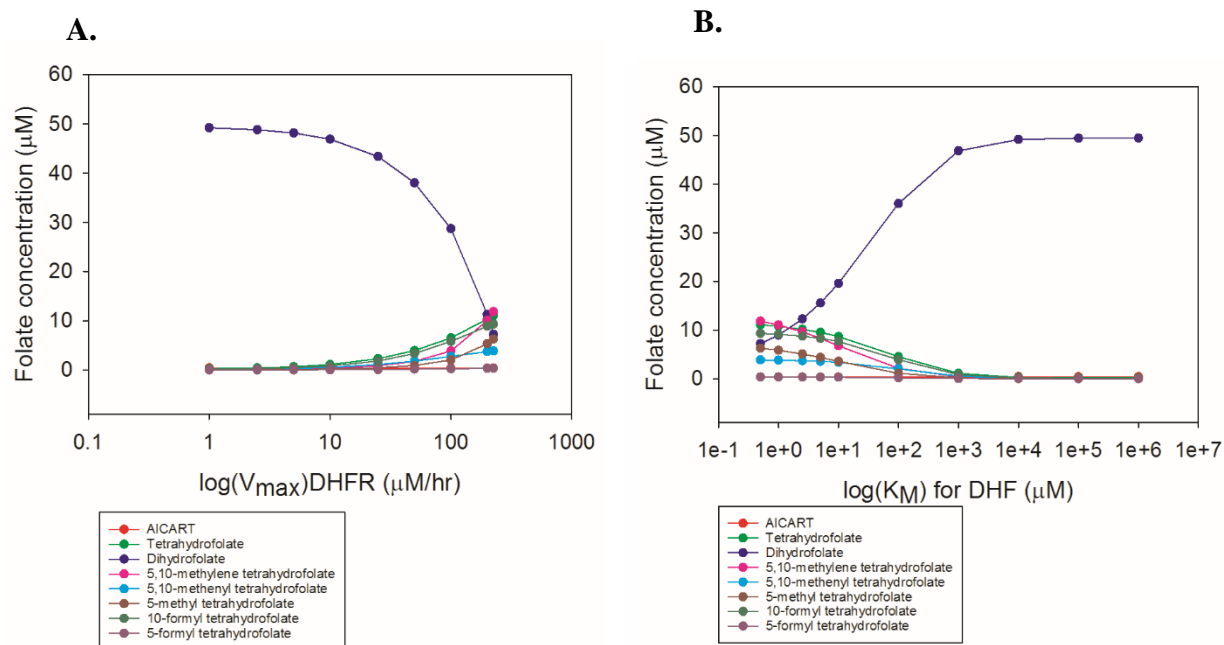 A.
Folate concentration (μM)
60
50
40
30
20
10
0
0.1 1 10 100 1000
log(Vmax)DHFR (μM/hr)
AICART
Tetrahydrofolate
Dihydrofolate
5,10-methylene tetrahydrofolate
5,10-methenyl tetrahydrofolate
5-methyl tetrahydrofolate
10-formyl tetrahydrofolate
5-formyl tetrahydrofolate
B.
Folate concentration (μM)
60
50
40
30
20
10
0
1e-1 1e+0 1e+1 1e+2 1e+3 1e+4 1e+5 1e+6 1e+7
log(KM) for DHF (μM)
AICART
Tetrahydrofolate
Dihydrofolate
5,10-methylene tetrahydrofolate
5,10-methenyl tetrahydrofolate
5-methyl tetrahydrofolate
10-formyl tetrahydrofolate
5-formyl tetrahydrofolate